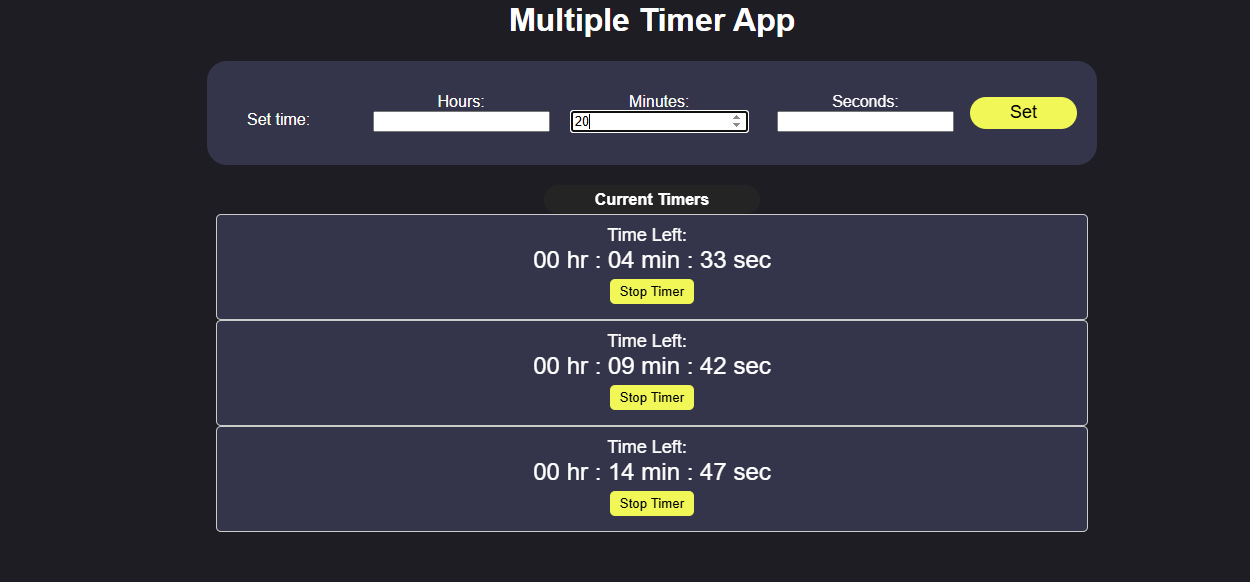 Multiple Timer App
Set time:
Hours:
Minutes:
Seconds:
20
Set
Current Timers
Time Left:
00 hr : 04 min : 33 sec
Stop Timer
Time Left:
00 hr : 09 min : 42 sec
Stop Timer
Time Left:
00 hr : 14 min : 47 sec
Stop Timer